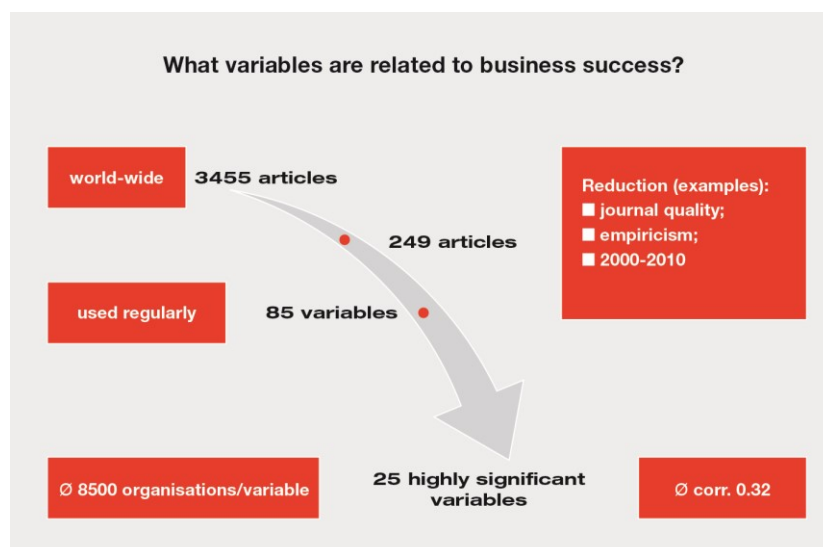 What variables are related to business success?
world-wide
3455 articles
Reduction (examples):
■ journal quality;
■ empiricism;
■ 2000-2010
249 articles
used regularly
85 variables
Ø 8500 organisations/variable
25 highly significant
variables
Ø corr. 0.32